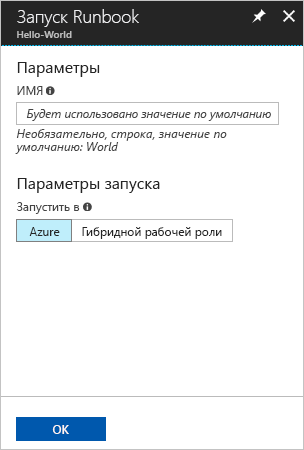 Запуск Runbook
Hello-World
Параметры
ИМЯ
Будет использовано значение по умолчанию
Необязательно, строка, значение по
умолчанию: World
Параметры запуска
Запустить в
Azure Гибридной рабочей роли
ОК